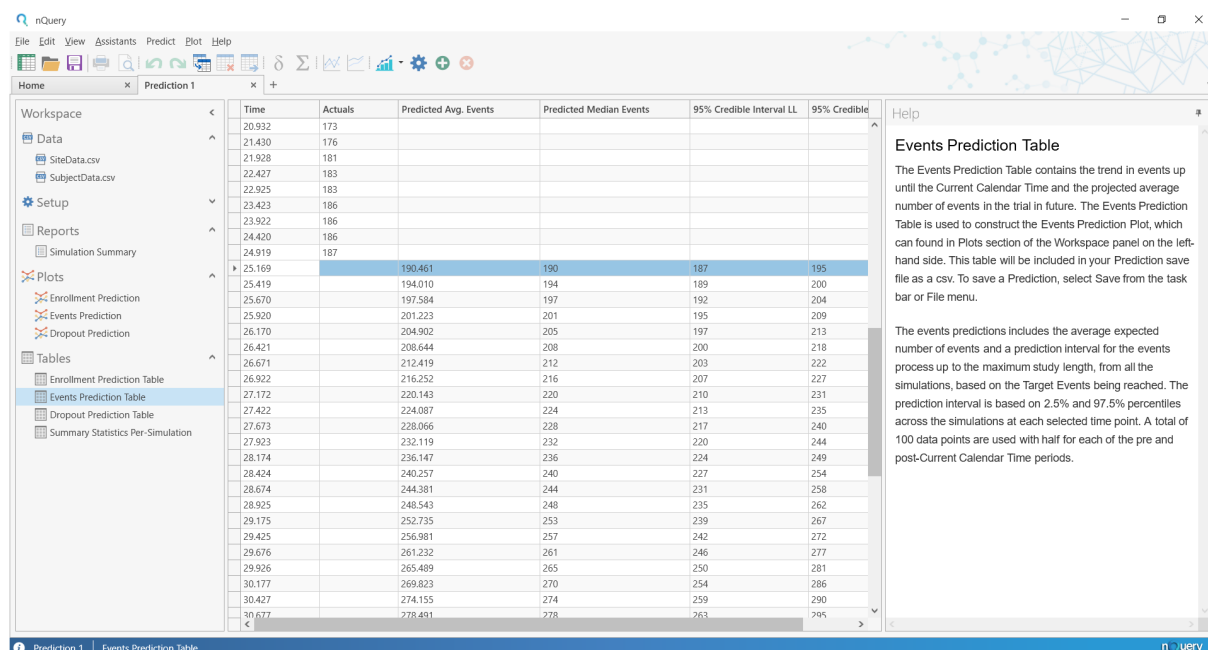 nQuery
File Edit View Assistants Predict Plot Help
Home × Prediction 1 × +
Workspace
Data
SiteData.csv
SubjectData.csv
Setup
Reports
Simulation Summary
Plots
Enrollment Prediction
Events Prediction
Dropout Prediction
Tables
Enrollment Prediction Table
Events Prediction Table
Dropout Prediction Table
Summary Statistics Per-Simulation
Time Actuals Predicted Avg. Events Predicted Median Events 95% Credible Interval LL 95% Credible
20.932 173
21.430 176
21.928 181
22.427 183
22.925 183
23.423 186
23.922 186
24.420 186
24.919 187
25.169 190.461 190 187 195
25.419 194.010 194 189 200
25.670 197.584 197 192 204
25.920 201.223 201 195 209
26.170 204.902 205 197 213
26.421 208.644 208 200 218
26.671 212.419 212 203 222
26.922 216.252 216 207 227
27.172 220.143 220 210 231
27.422 224.087 224 213 235
27.673 228.066 228 217 240
27.923 232.119 232 220 244
28.174 236.147 236 224 249
28.424 240.257 240 227 254
28.674 244.381 244 231 258
28.925 248.543 248 235 262
29.175 252.735 253 239 267
29.425 256.981 257 242 272
29.676 261.232 261 246 277
29.926 265.489 265 250 281
30.177 269.823 270 254 286
30.427 274.155 274 259 290
30.677 278.491 278 263 295
Help
Events Prediction Table
The Events Prediction Table contains the trend in events up
until the Current Calendar Time and the projected average
number of events in the trial in future. The Events Prediction
Table is used to construct the Events Prediction Plot, which
can found in Plots section of the Workspace panel on the left-
hand side. This table will be included in your Prediction save
file as a csv. To save a Prediction, select Save from the task
bar or File menu.
The events predictions includes the average expected
number of events and a prediction interval for the events
process up to the maximum study length, from all the
simulations, based on the Target Events being reached. The
prediction interval is based on 2.5% and 97.5% percentiles
across the simulations at each selected time point. A total of
100 data points are used with half for each of the pre and
post-Current Calendar Time periods.
Prediction 1 | Events Prediction Table
nQuery